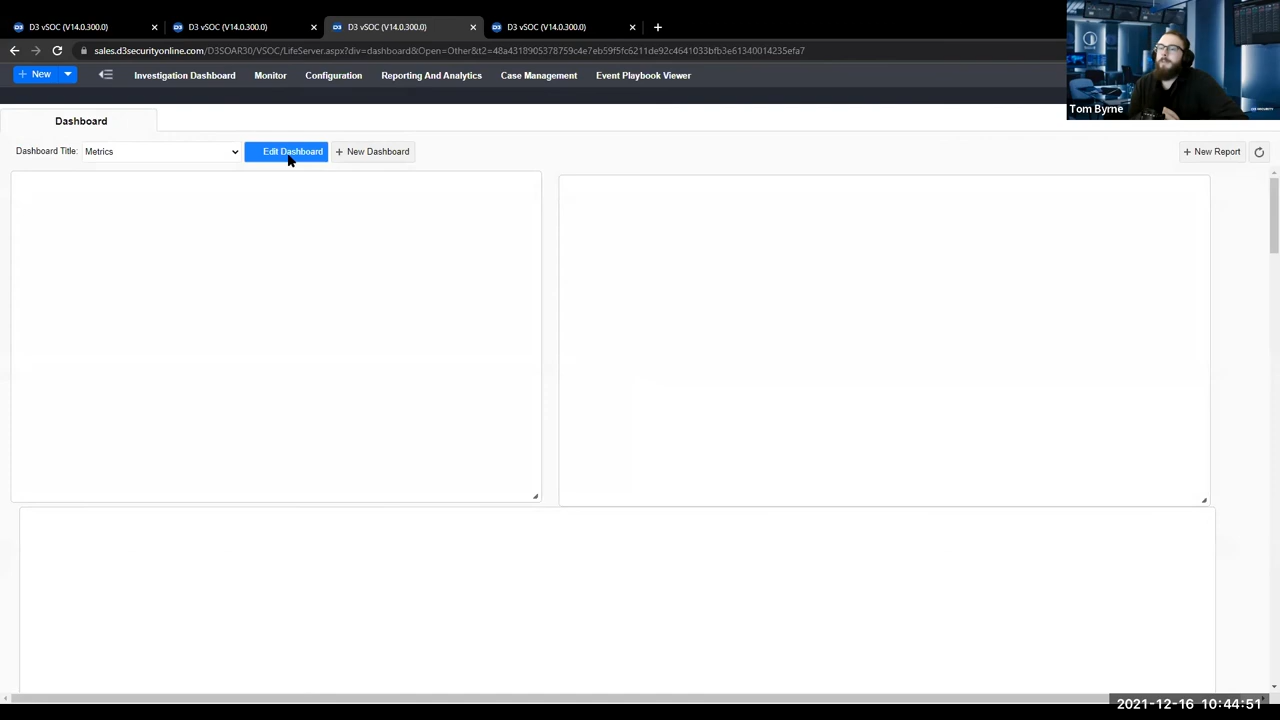 D3 vSOC (V14.0.300.0)
D3 vSOC (V14.0.300.0)
D3 vSOC (V14.0.300.0)
D3 vSOC (V14.0.300.0)
sales.d3securityonline.com/D3SOAR30/VSOC/LifeServer.aspx?div=dashboard&Open=Other&t2=48a4318905378759c4e7eb59f5fc6211de92c4641033bfb3e61340014235efa7
+ New
Investigation Dashboard
Monitor
Configuration
Reporting And Analytics
Case Management
Event Playbook Viewer
Tom Byrne
Dashboard
Dashboard Title: Metrics
Edit Dashboard
+ New Dashboard
+ New Report
2021-12-16 10:44:51